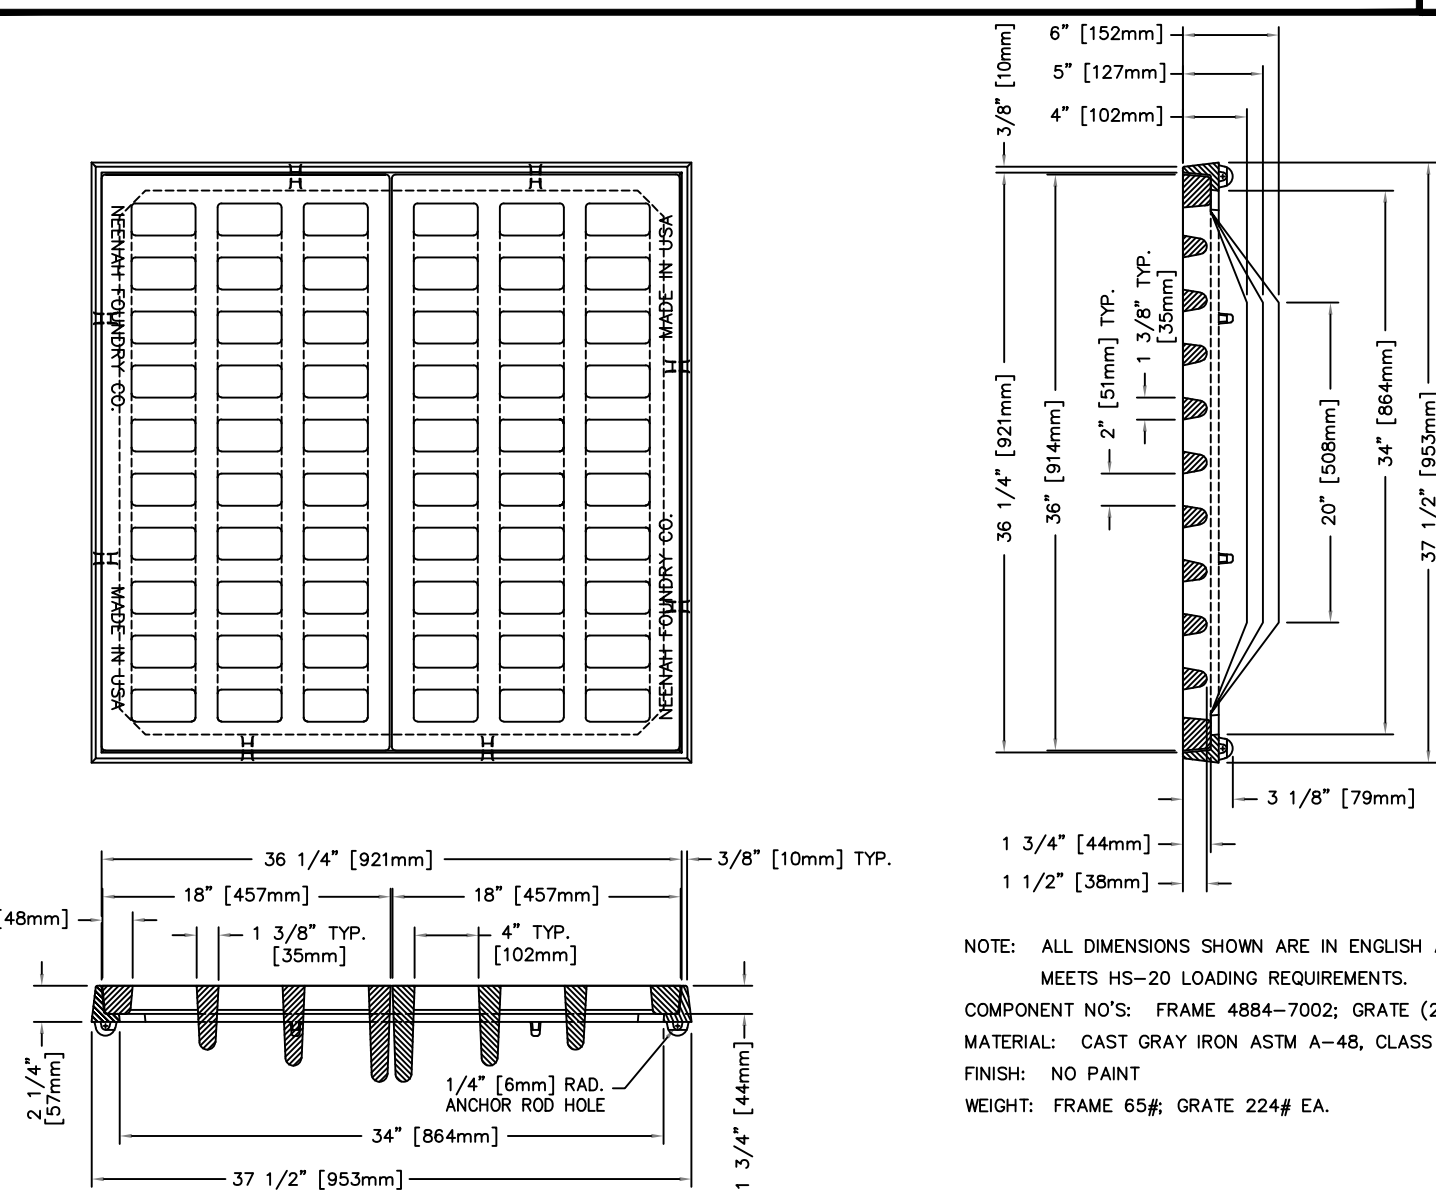 NEENAH FOUNDRY CO.
MADE IN USA
MADE IN USA
NEENAH FOUNDRY CO.
3/8” [10mm]
6” [152mm]
5” [127mm]
4” [102mm]
36 1/4” [921mm]
36” [914mm]
2” [51mm] TYP.
1 3/8” TYP.
[35mm]
20” [508mm]
34” [864mm]
37 1/2” [953mm]
3 1/8” [79mm]
1 3/4” [44mm]
1 1/2” [38mm]
36 1/4” [921mm]
3/8” [10mm] TYP.
18” [457mm]
18” [457mm]
[48mm]
1 3/8” TYP.
[35mm]
4” TYP.
[102mm]
2 1/4”
[57mm]
1/4” [6mm] RAD.
ANCHOR ROD HOLE
1 3/4” [44mm]
34” [864mm]
37 1/2” [953mm]
NOTE: ALL DIMENSIONS SHOWN ARE IN ENGLISH
MEETS HS-20 LOADING REQUIREMENTS.
COMPONENT NO'S: FRAME 4884-7002; GRATE (2
MATERIAL: CAST GRAY IRON ASTM A-48, CLASS
FINISH: NO PAINT
WEIGHT: FRAME 65#; GRATE 224# EA.